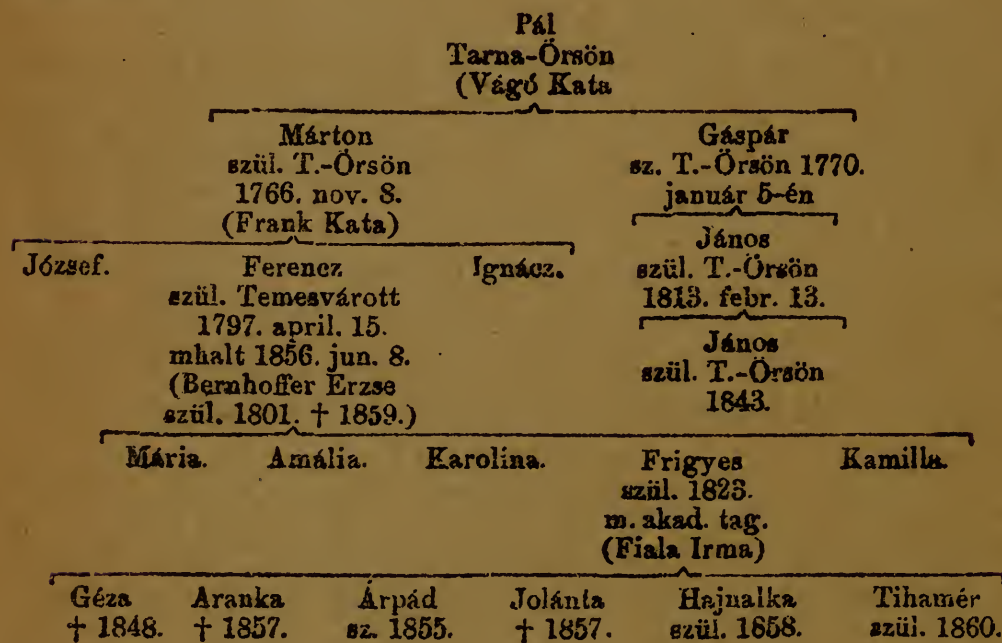 Pál
Tarna-Örsön
(Vágó Kata
Márton
szül. T.-Örsön
1766. nov. 8.
(Frank Kata)
Gáspár
sz. T.-Örsön 1770.
január 5-én
József.
Ferencz
szül. Temesvárott
1797. april. 15.
mhalt 1856. jun. 8.
(Bernhoffer Erzse
szül. 1801. † 1859.)
Ignácz.
János
szül. T.-Örsön
1813. febr. 13.
János
szül. T.-Örsön
1843.
Mária. Amália. Karolina. Frigyes Kamilla.
szül. 1823.
m. akad. tag.
(Fiala Irma)
Géza Aranka Árpád Jolánta Hajnalka Tihamér
† 1848. † 1857. sz. 1855. † 1857. szül. 1858. szül. 1860.